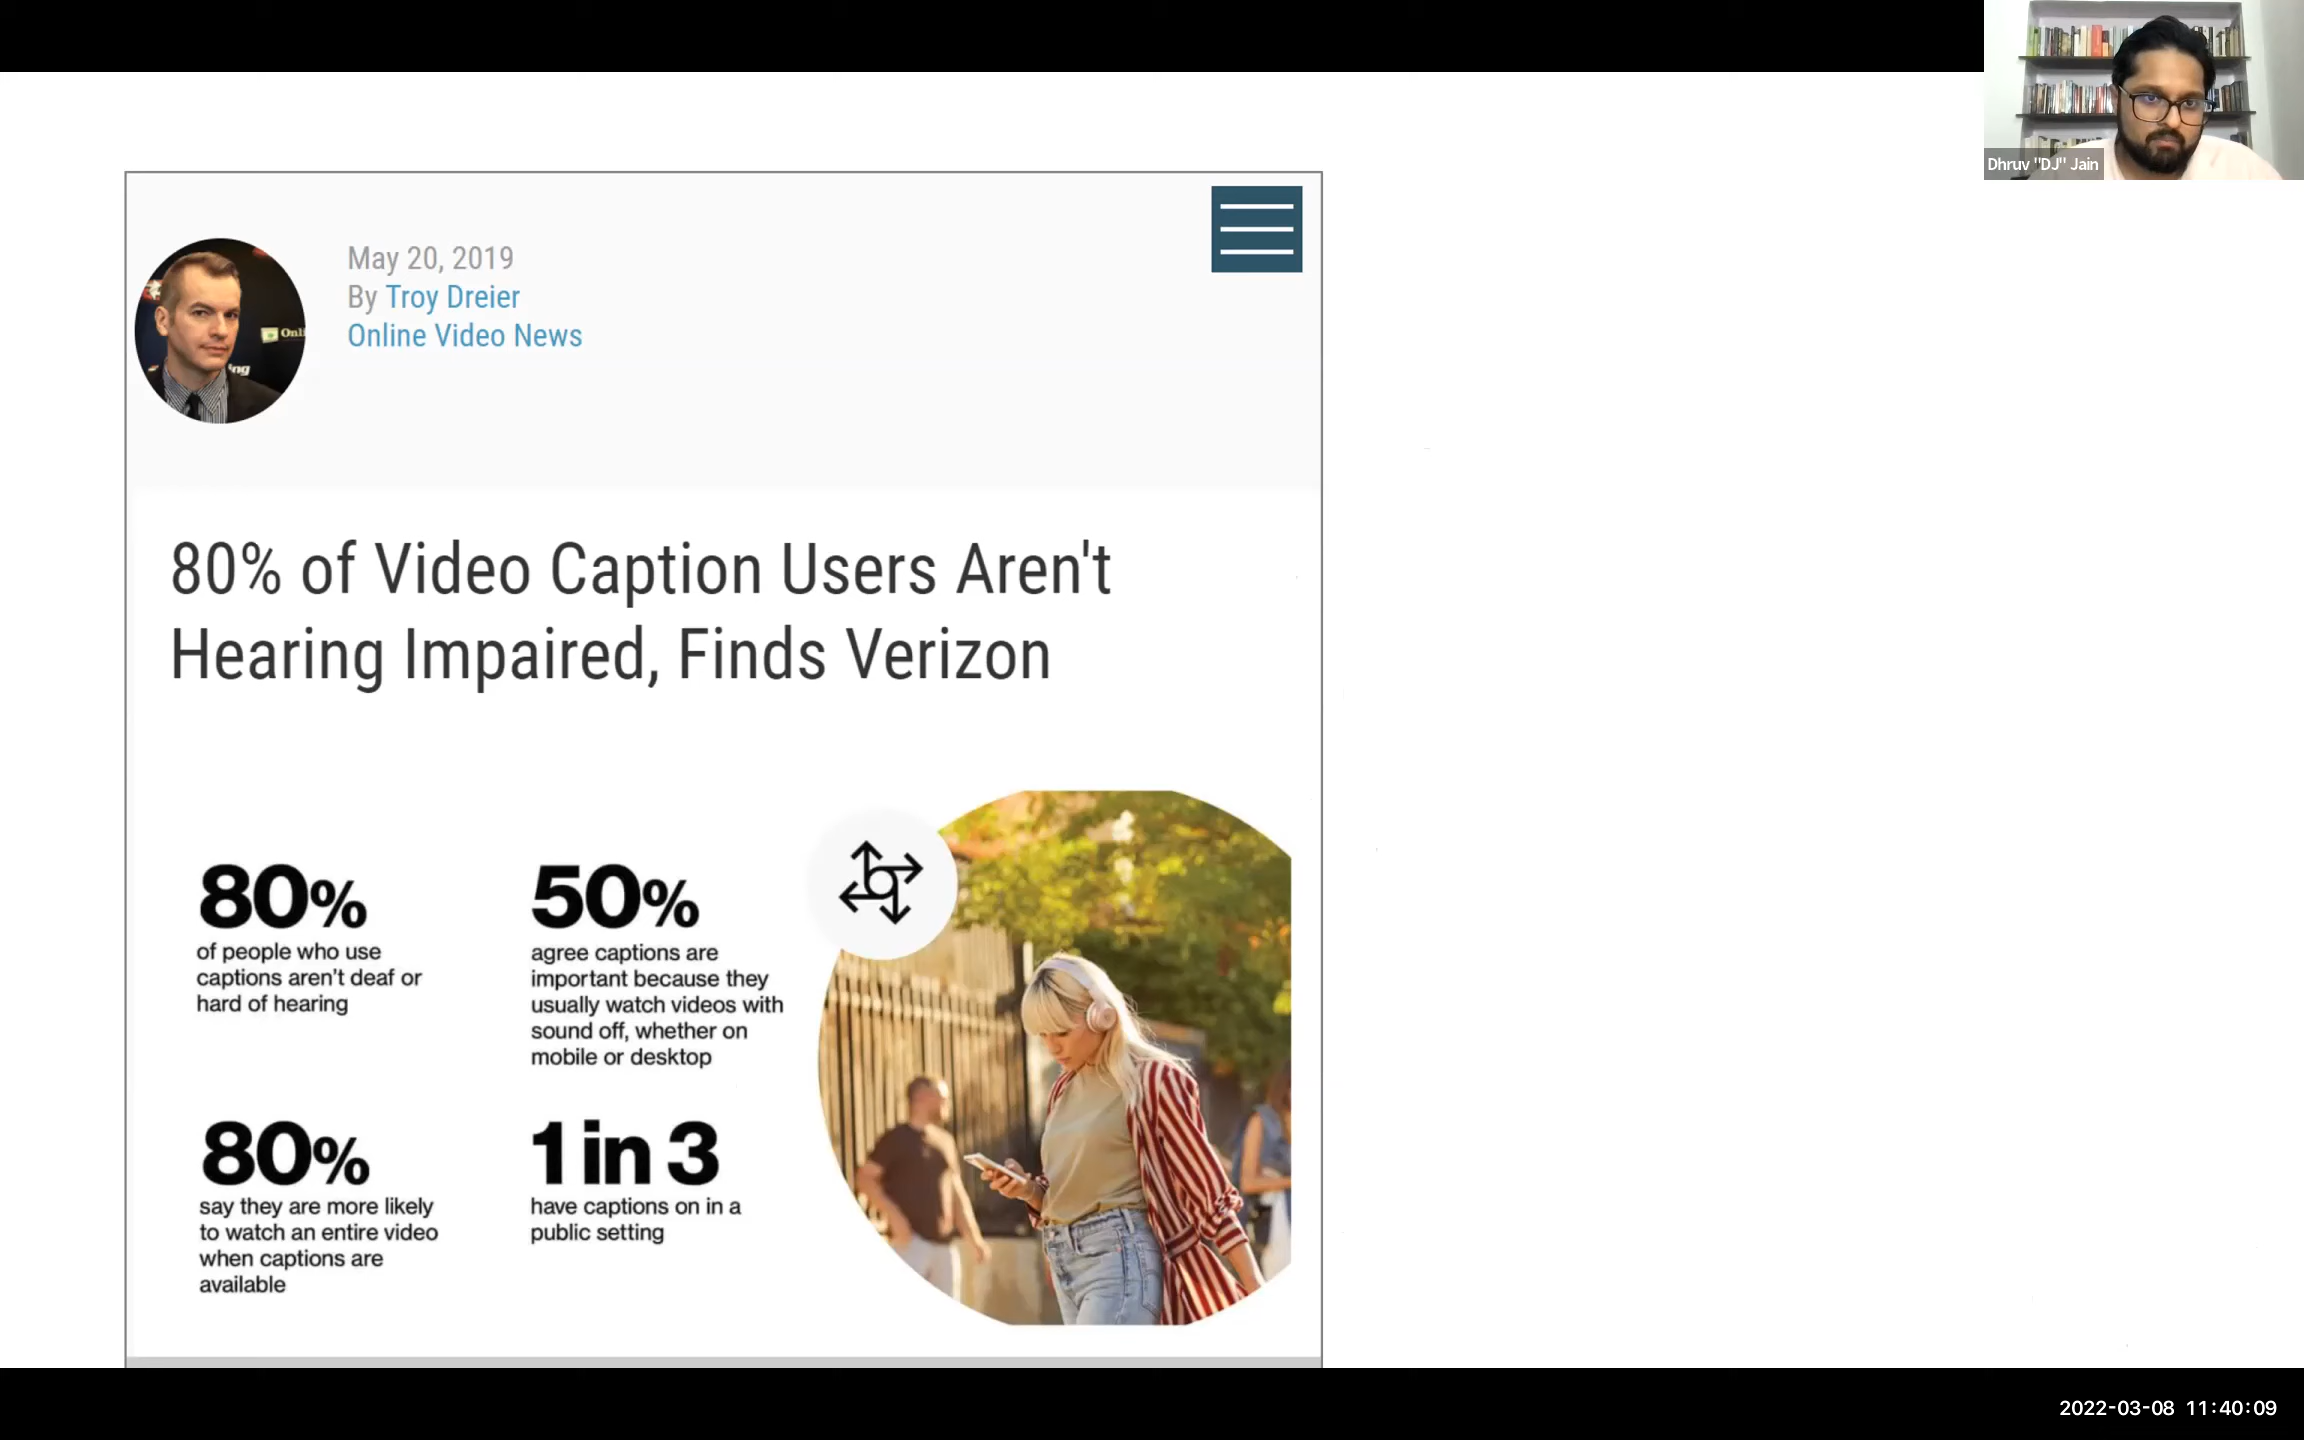 Dhruv "DJ" Jain
May 20, 2019
By Troy Dreier
Online Video News
Onli
ing
80% of Video Caption Users Aren't
Hearing Impaired, Finds Verizon
80%
of people who use
captions aren't deaf or
hard of hearing
50%
agree captions are
important because they
usually watch videos with
sound off, whether on
mobile or desktop
80%
say they are more likely
to watch an entire video
when captions are
available
1 in 3
have captions on in a
public setting
2022-03-08 11:40:09